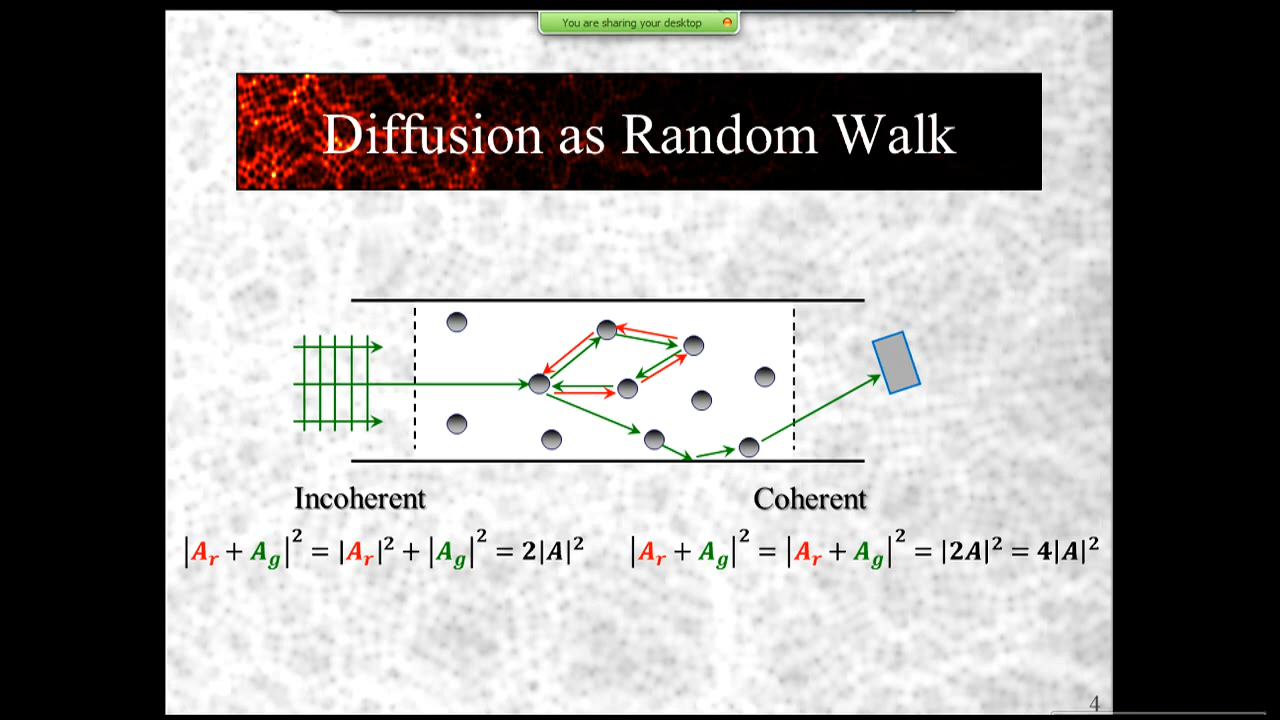 You are sharing your desktop
Diffusion as Random Walk
Incoherent
Coherent
|A_r + A_g|² = |A_r|² + |A_g|² = 2|A|²
|A_r + A_g|² = |A_r + A_g|² = |2A|² = 4|A|²
4